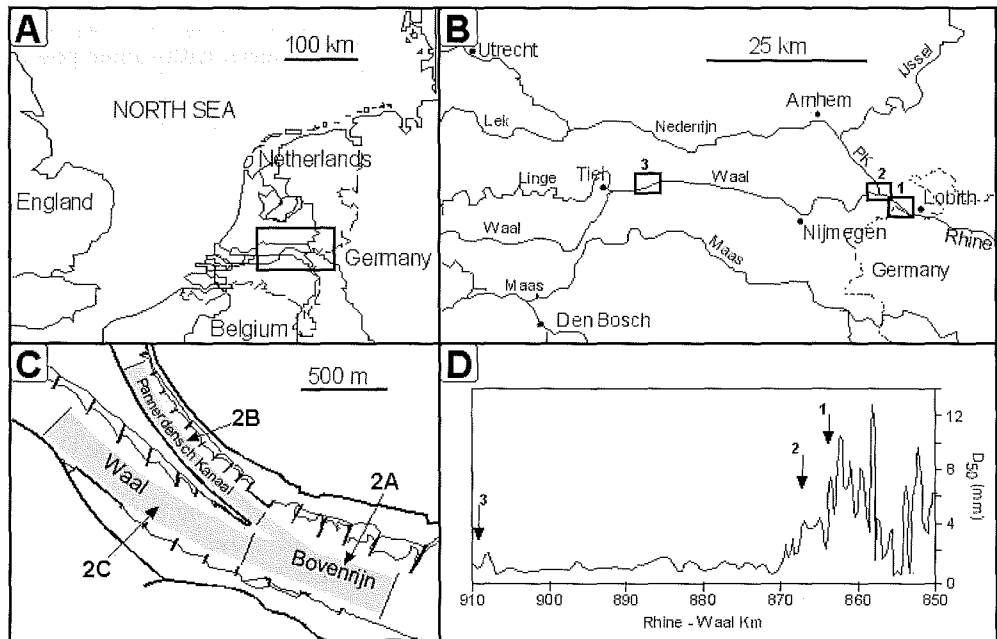 A
100 km
NORTH SEA
Netherlands
England
Germany
Belgium
B
25 km
Utrecht
IJssel
Arnhem
Lek
Nederrijn
PK
3
2
1
Tiel
Linge
Waal
Lobith
Waal
Nijmegen
Rhine
Maas
Germany
Maas
Den Bosch
C
500 m
Pannerdensch Kanaal
2B
2A
Waal
Bovenrijn
2C
D
1
2
3
12
8
4
0
D50 (mm)
910 900 890 880 870 860 850
Rhine - Waal Km